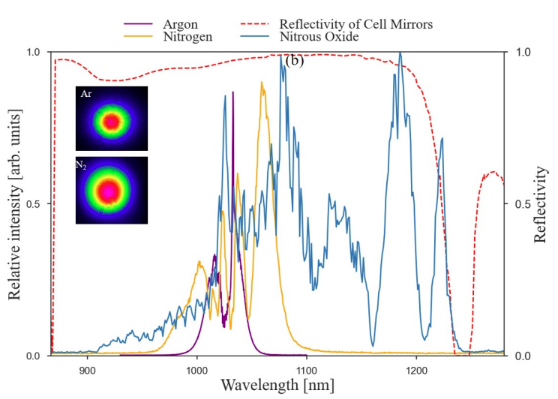 Argon
Nitrogen
Reflectivity of Cell Mirrors
Nitrous Oxide
(b)
Ar
N₂
1.0
0.5
0.0
1.0
0.5
0.0
Relative intensity [arb. units]
Reflectivity
900
1000
1100
1200
Wavelength [nm]